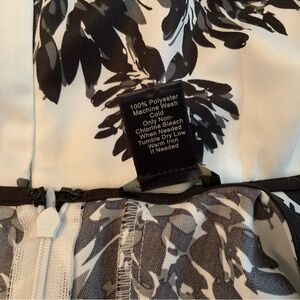 100% Polyester
Machine Wash
Cold
Only Non-
Chlorine Bleach
When Needed
Tumble Dry Low
Warm Iron
if Needed